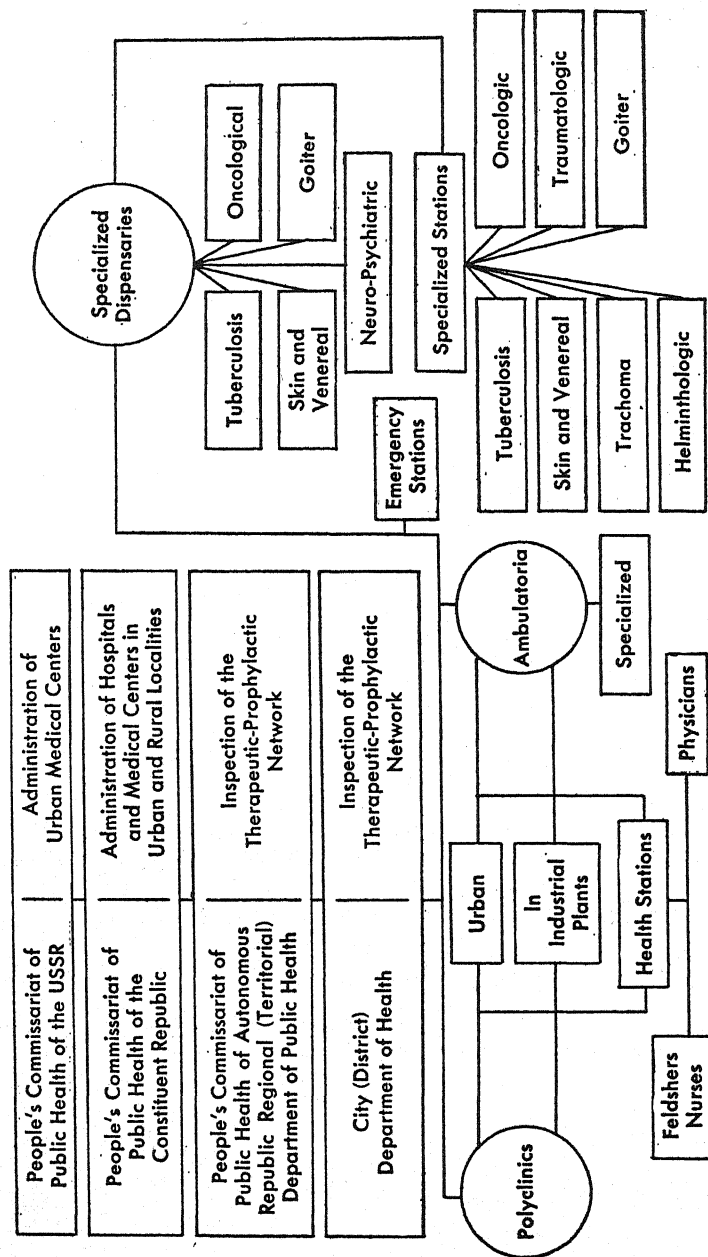 People's Commissariat of
Public Health of the USSR
Administration of
Urban Medical Centers
People's Commissariat of
Public Health of the
Constituent Republic
Administration of Hospitals
and Medical Centers in
Urban and Rural Localities
People's Commissariat of
Public Health of Autonomous
Republic Regional (Territorial)
Department of Public Health
Inspection of the
Therapeutic-Prophylactic
Network
City (District)
Department of Health
Inspection of the
Therapeutic-Prophylactic
Network
Specialized
Dispensaries
Tuberculosis
Oncological
Skin and
Venereal
Goiter
Neuro-Psychiatric
Emergency
Stations
Specialized Stations
Tuberculosis
Oncologic
Skin and Venereal
Traumatologic
Trachoma
Goiter
Helminthologic
Polyclinics
Urban
In
Industrial
Plants
Ambulatoria
Specialized
Health Stations
Feldshers
Nurses
Physicians